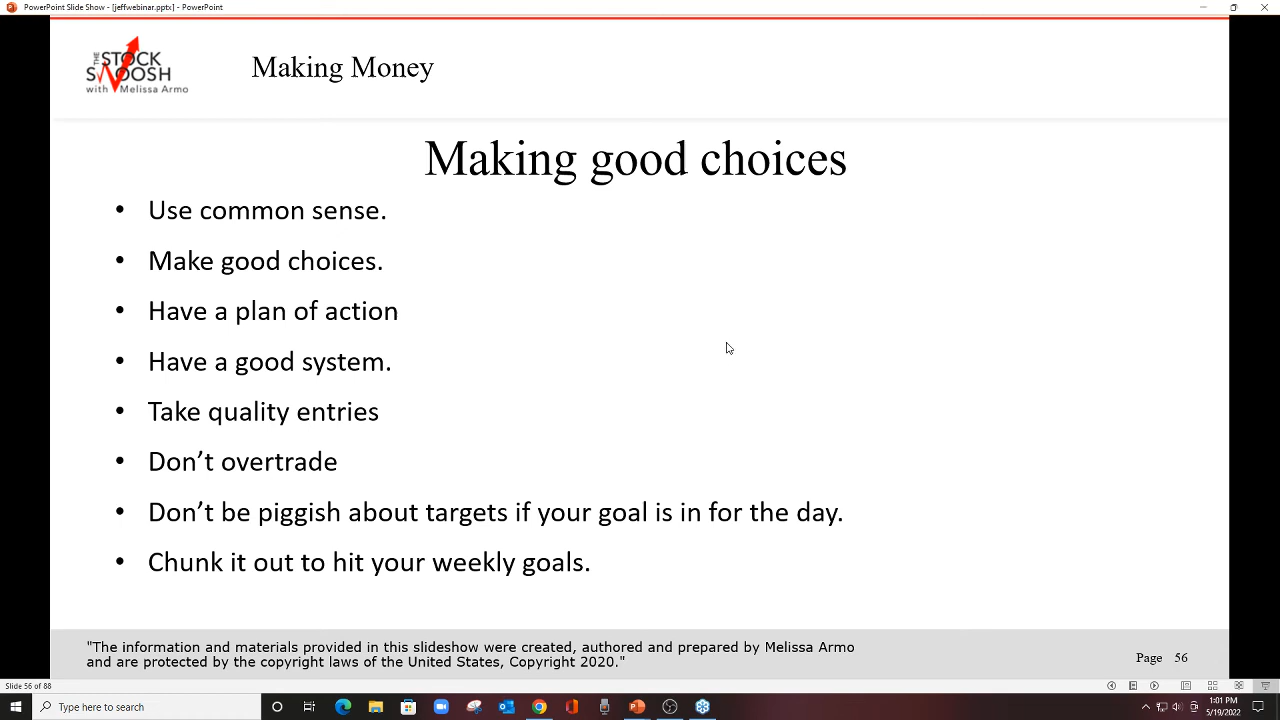 PowerPoint Slide Show - [jeffwebinar.pptx] - PowerPoint
THE STOCK
SWOOSH
with Melissa Armo
Making Money
Making good choices
• Use common sense.
• Make good choices.
• Have a plan of action
• Have a good system.
• Take quality entries
• Don’t overtrade
• Don’t be piggish about targets if your goal is in for the day.
• Chunk it out to hit your weekly goals.
"The information and materials provided in this slideshow were created, authored and prepared by Melissa Armo
and are protected by the copyright laws of the United States, Copyright 2020."
Page 56
Slide 56 of 88
Type here to search
1:01 PM
5/19/2022